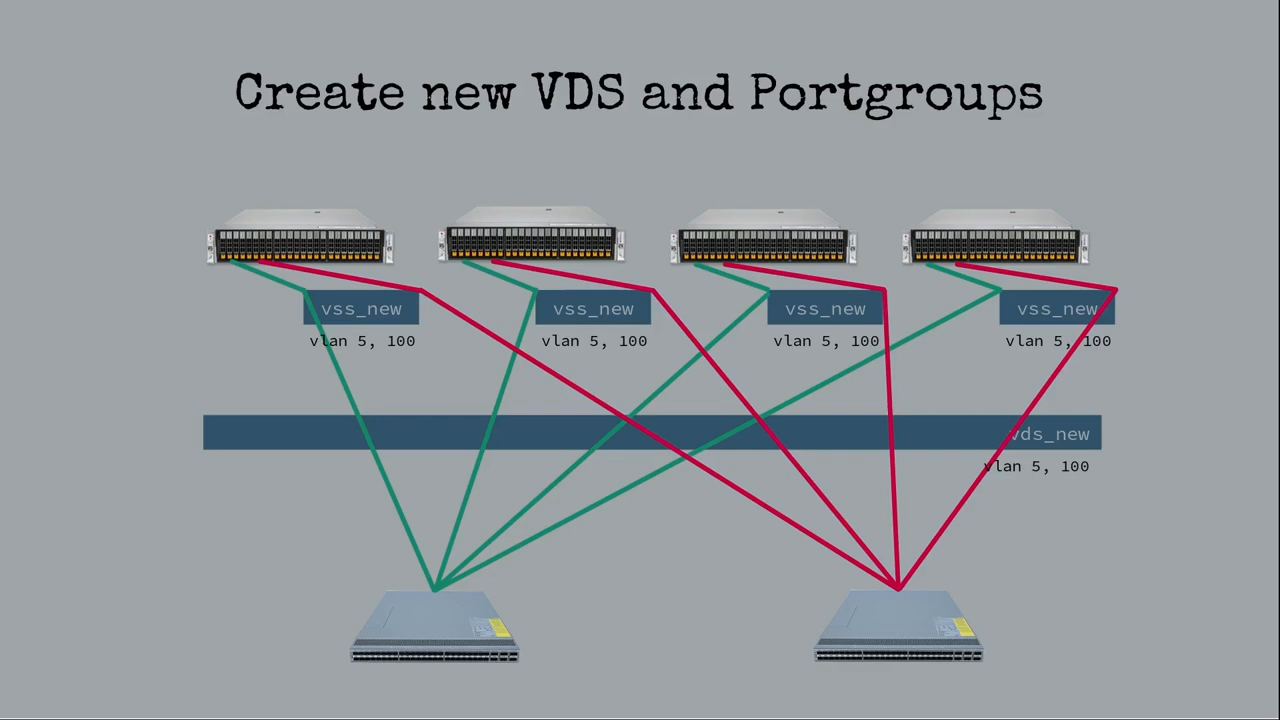 Create new VDS and Portgroups
vss_new
vss_new
vss_new
vss_new
vlan 5, 100
vlan 5, 100
vlan 5, 100
vlan 5, 100
vds_new
vlan 5, 100